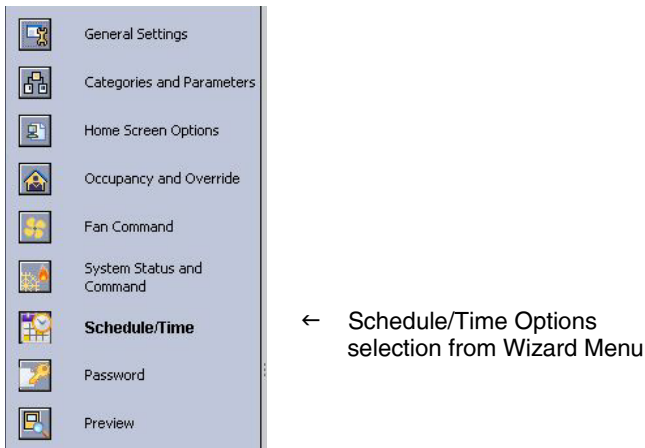 General Settings
Categories and Parameters
Home Screen Options
Occupancy and Override
Fan Command
System Status and
Command
Schedule/Time
← Schedule/Time Options
selection from Wizard Menu
Password
Preview